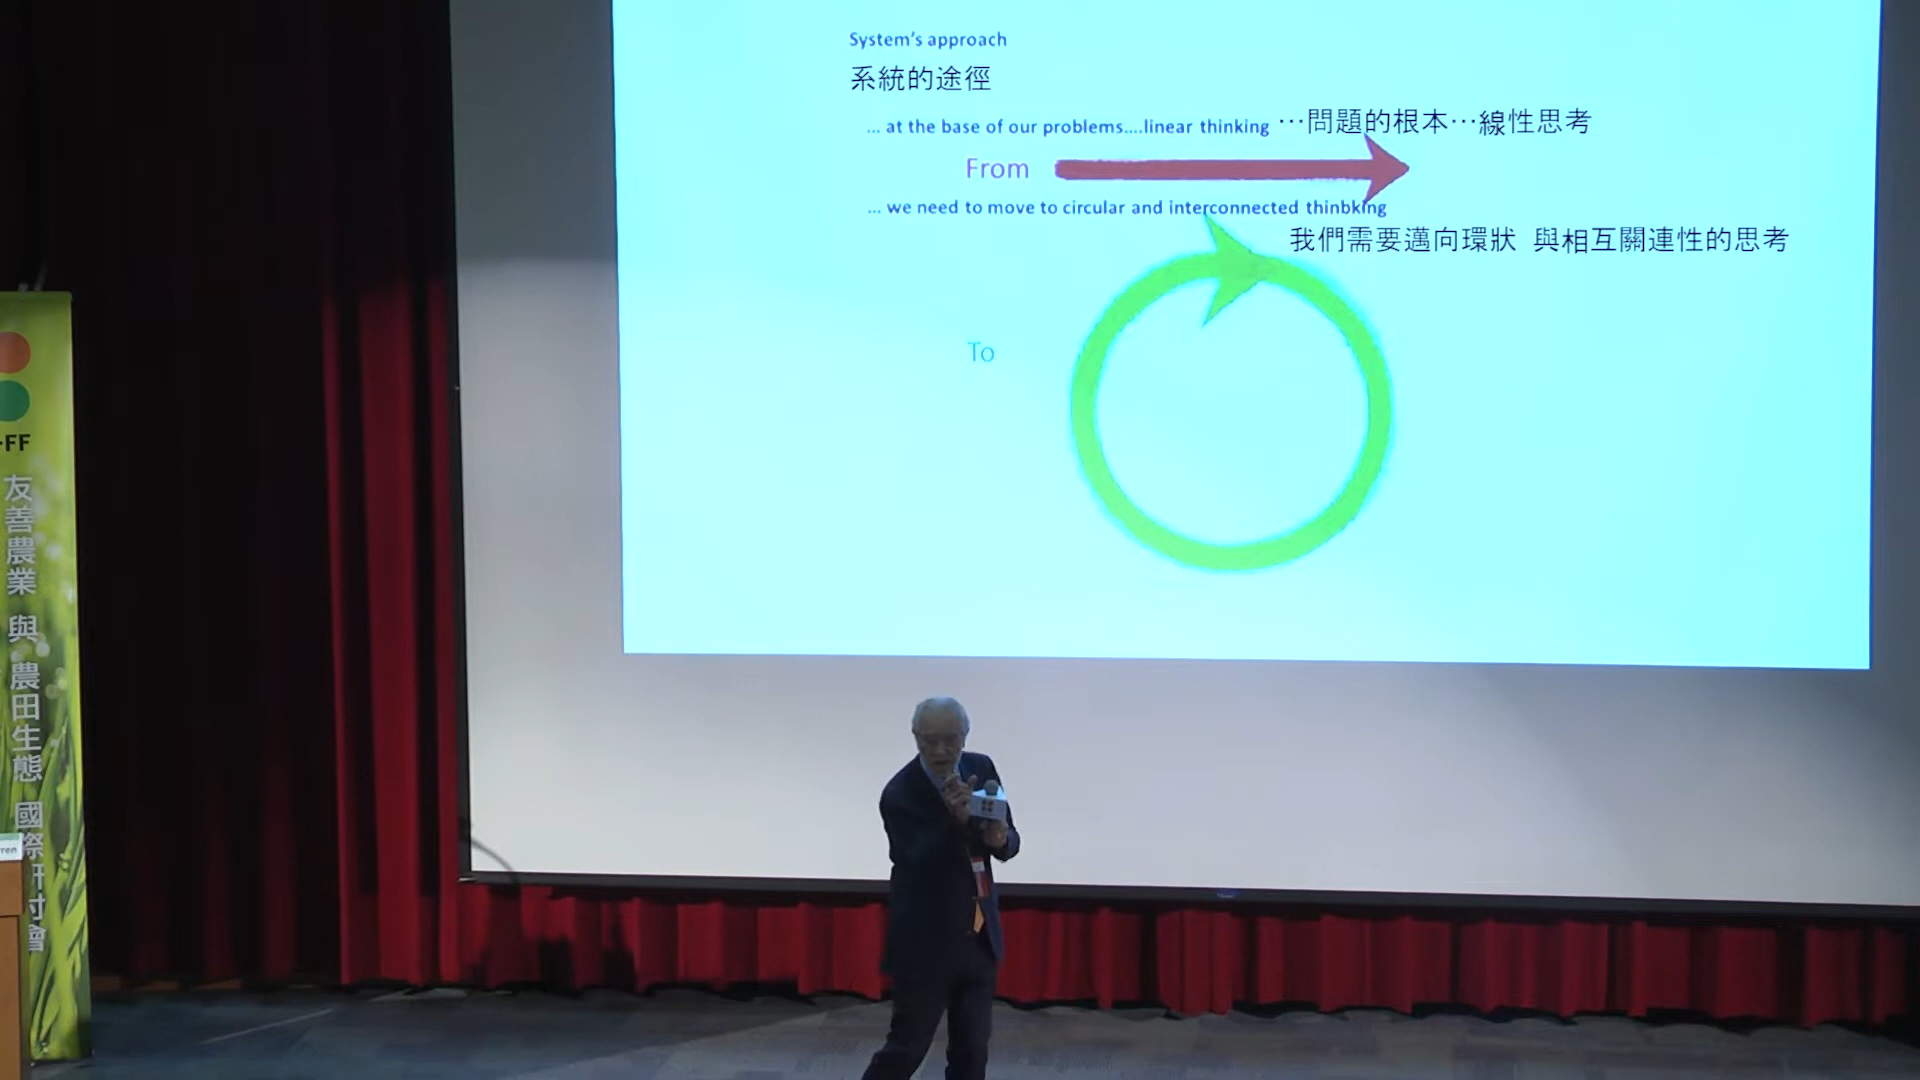 System's approach
系統的途徑
... at the base of our problems....linear thinking …問題的根本…線性思考
From
... we need to move to circular and interconnected thinbking
我們需要邁向環狀 與相互關連性的思考
To
FF
友善農業 與 農田生態 國際研討會